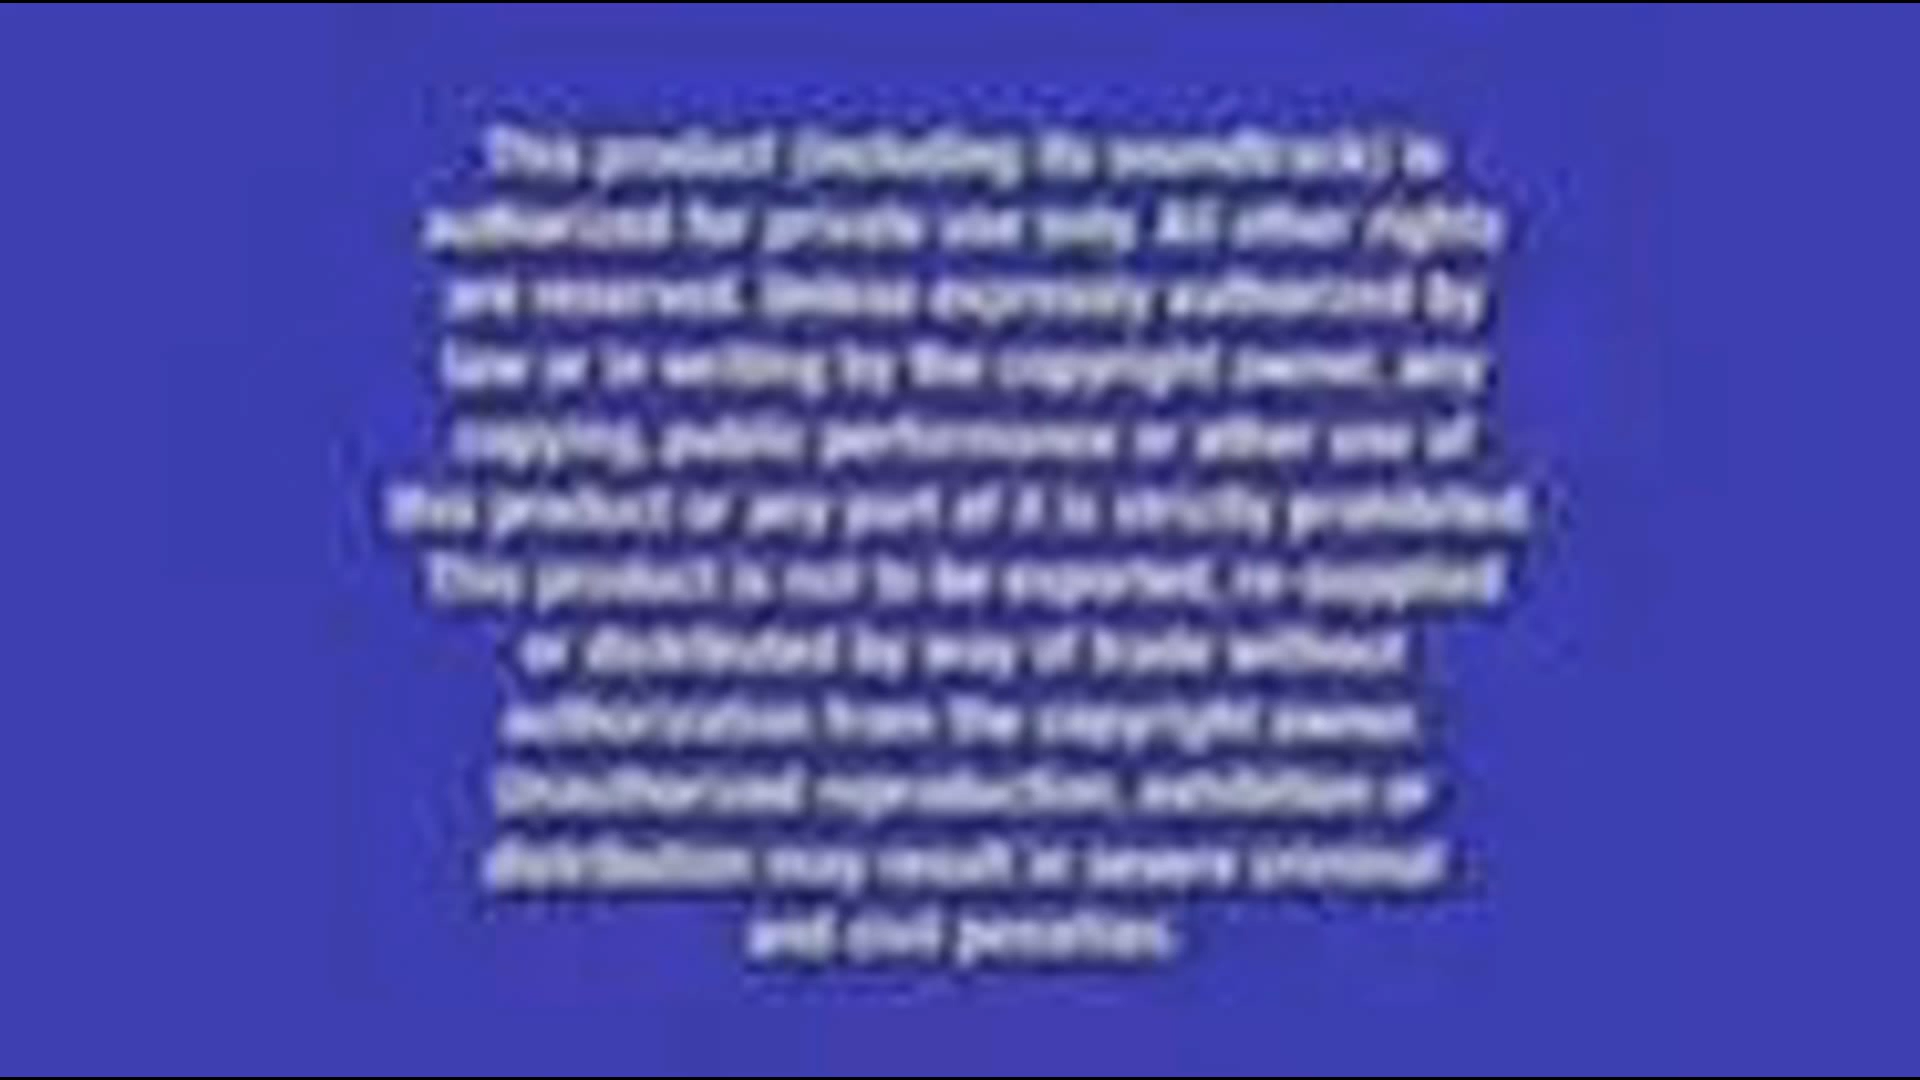 This product (including its soundtrack) is
authorized for private use only. All other rights
are reserved. Unless expressly authorized by
law or in writing by the copyright owner, any
copying, public performance or other use of
this product or any part of it is strictly prohibited.
This product is not to be exported, re-supplied
or distributed by way of trade without
authorization from the copyright owner.
Unauthorized reproduction, exhibition or
distribution may result in severe criminal
and civil penalties.